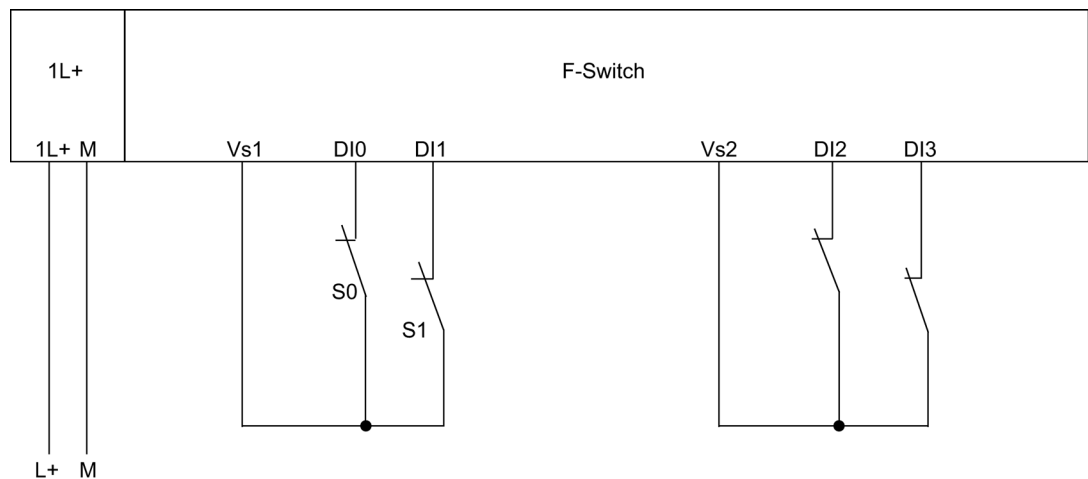 1L+
F-Switch
1L+ M Vs1 DI0 DI1 Vs2 DI2 DI3
S0
S1
L+ M